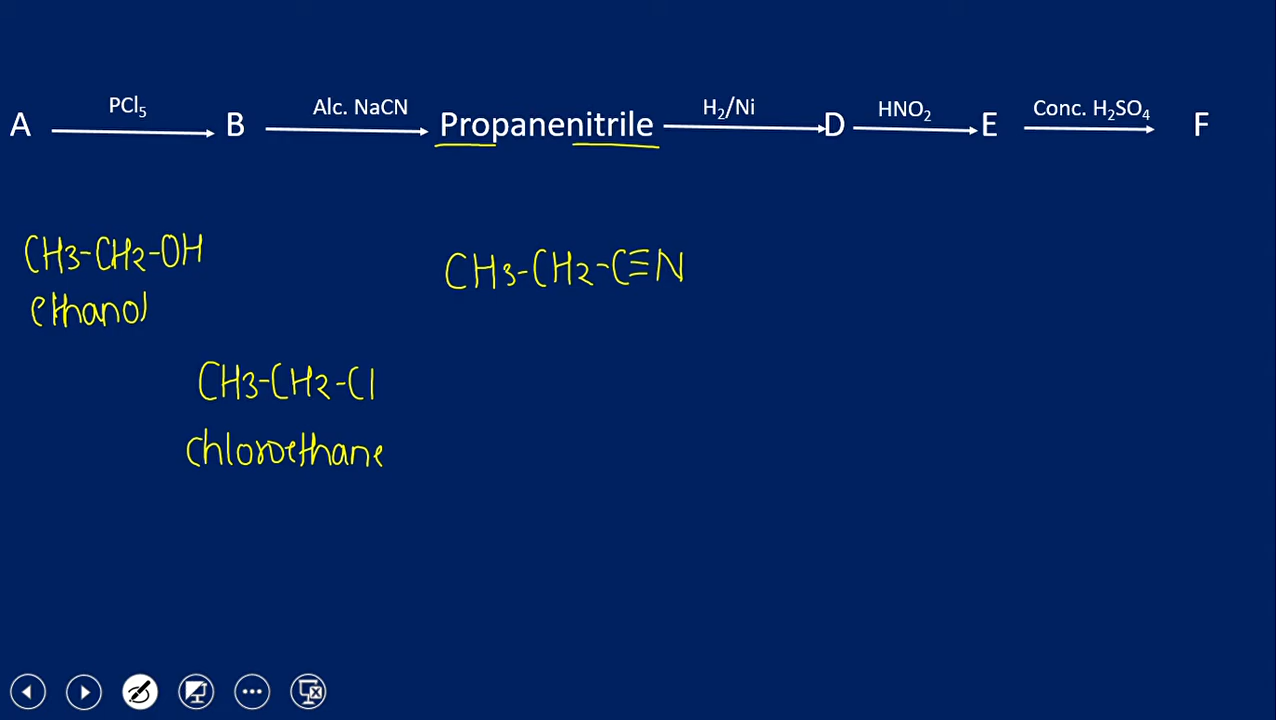 A PCl₅ B Alc. NaCN Propanenitrile H₂/Ni D HNO₂ E Conc. H₂SO₄ F
CH3-CH2-OH
ethanol
CH3-CH2-C≡N
CH3-CH2-Cl
chloroethane